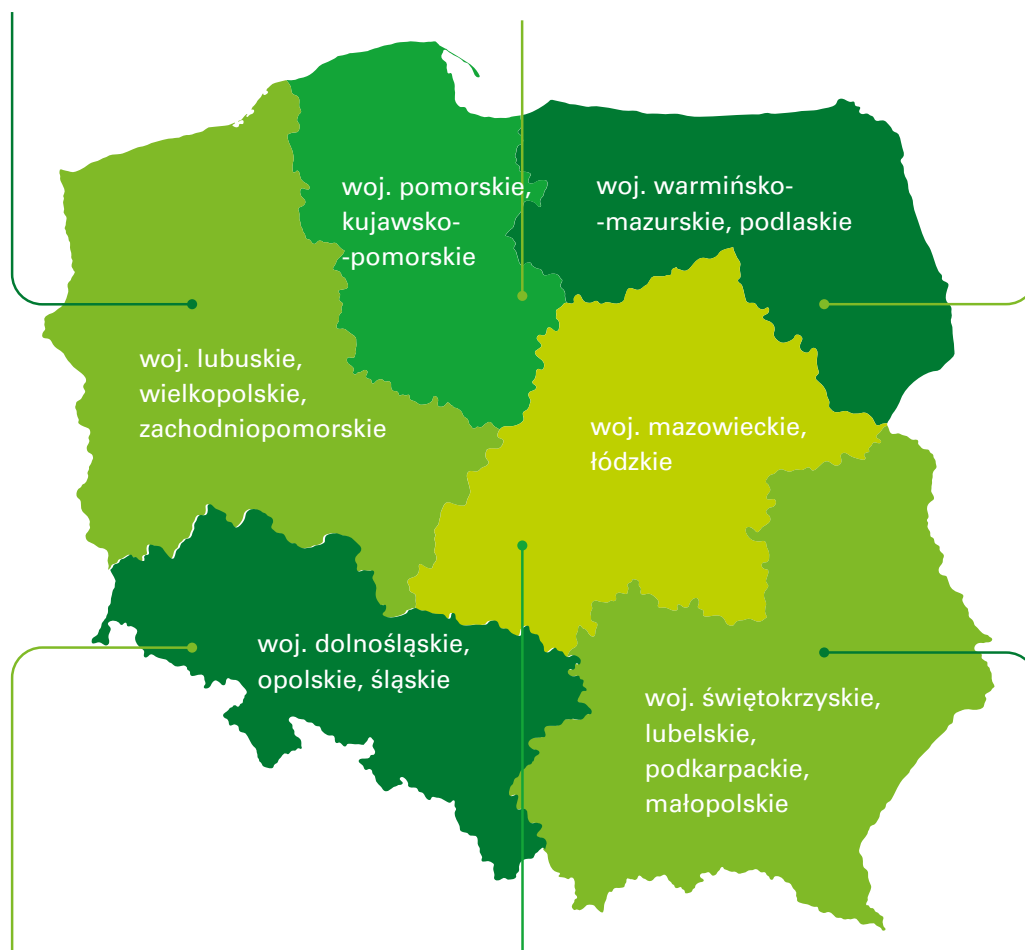 woj. pomorskie,
kujawsko-
-pomorskie
woj. warmińsko-
-mazurskie, podlaskie
woj. lubuskie,
wielkopolskie,
zachodniopomorskie
woj. mazowieckie,
łódzkie
woj. dolnośląskie,
opolskie, śląskie
woj. świętokrzyskie,
lubelskie,
podkarpackie,
małopolskie